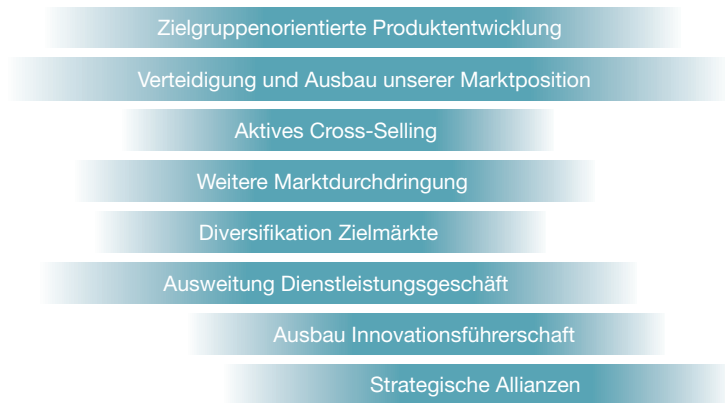 Zielgruppenorientierte Produktentwicklung
Verteidigung und Ausbau unserer Marktposition
Aktives Cross-Selling
Weitere Marktdurchdringung
Diversifikation Zielmärkte
Ausweitung Dienstleistungsgeschäft
Ausbau Innovationsführerschaft
Strategische Allianzen